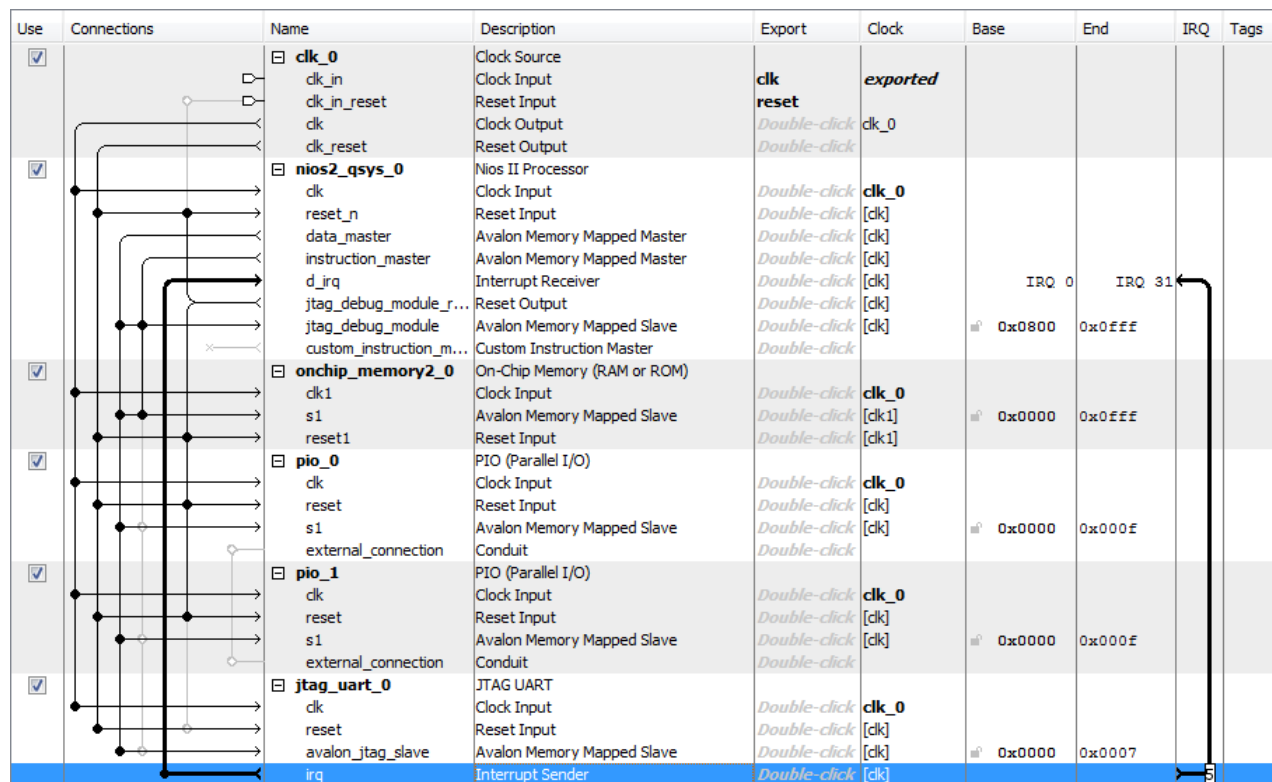 Use Connections Name Description Export Clock Base End IRQ Tags
clk_0 Clock Source
clk_in Clock Input clk exported
clk_in_reset Reset Input reset
clk Clock Output Double-click clk_0
clk_reset Reset Output Double-click
nios2_qsys_0 Nios II Processor
clk Clock Input Double-click clk_0
reset_n Reset Input Double-click [clk]
data_master Avalon Memory Mapped Master Double-click [clk]
instruction_master Avalon Memory Mapped Master Double-click [clk]
d_irq Interrupt Receiver Double-click [clk] IRQ 0 IRQ 31
jtag_debug_module_r... Reset Output Double-click [clk]
jtag_debug_module Avalon Memory Mapped Slave Double-click [clk] 0x0800 0x0fff
custom_instruction_m... Custom Instruction Master Double-click
onchip_memory2_0 On-Chip Memory (RAM or ROM)
clk1 Clock Input Double-click clk_0
s1 Avalon Memory Mapped Slave Double-click [clk1] 0x0000 0x0fff
reset1 Reset Input Double-click [clk1]
pio_0 PIO (Parallel I/O)
clk Clock Input Double-click clk_0
reset Reset Input Double-click [clk]
s1 Avalon Memory Mapped Slave Double-click [clk] 0x0000 0x000f
external_connection Conduit Double-click
pio_1 PIO (Parallel I/O)
clk Clock Input Double-click clk_0
reset Reset Input Double-click [clk]
s1 Avalon Memory Mapped Slave Double-click [clk] 0x0000 0x000f
external_connection Conduit Double-click
jtag_uart_0 JTAG UART
clk Clock Input Double-click clk_0
reset Reset Input Double-click [clk]
avalon_jtag_slave Avalon Memory Mapped Slave Double-click [clk] 0x0000 0x0007
irq Interrupt Sender Double-click [clk]